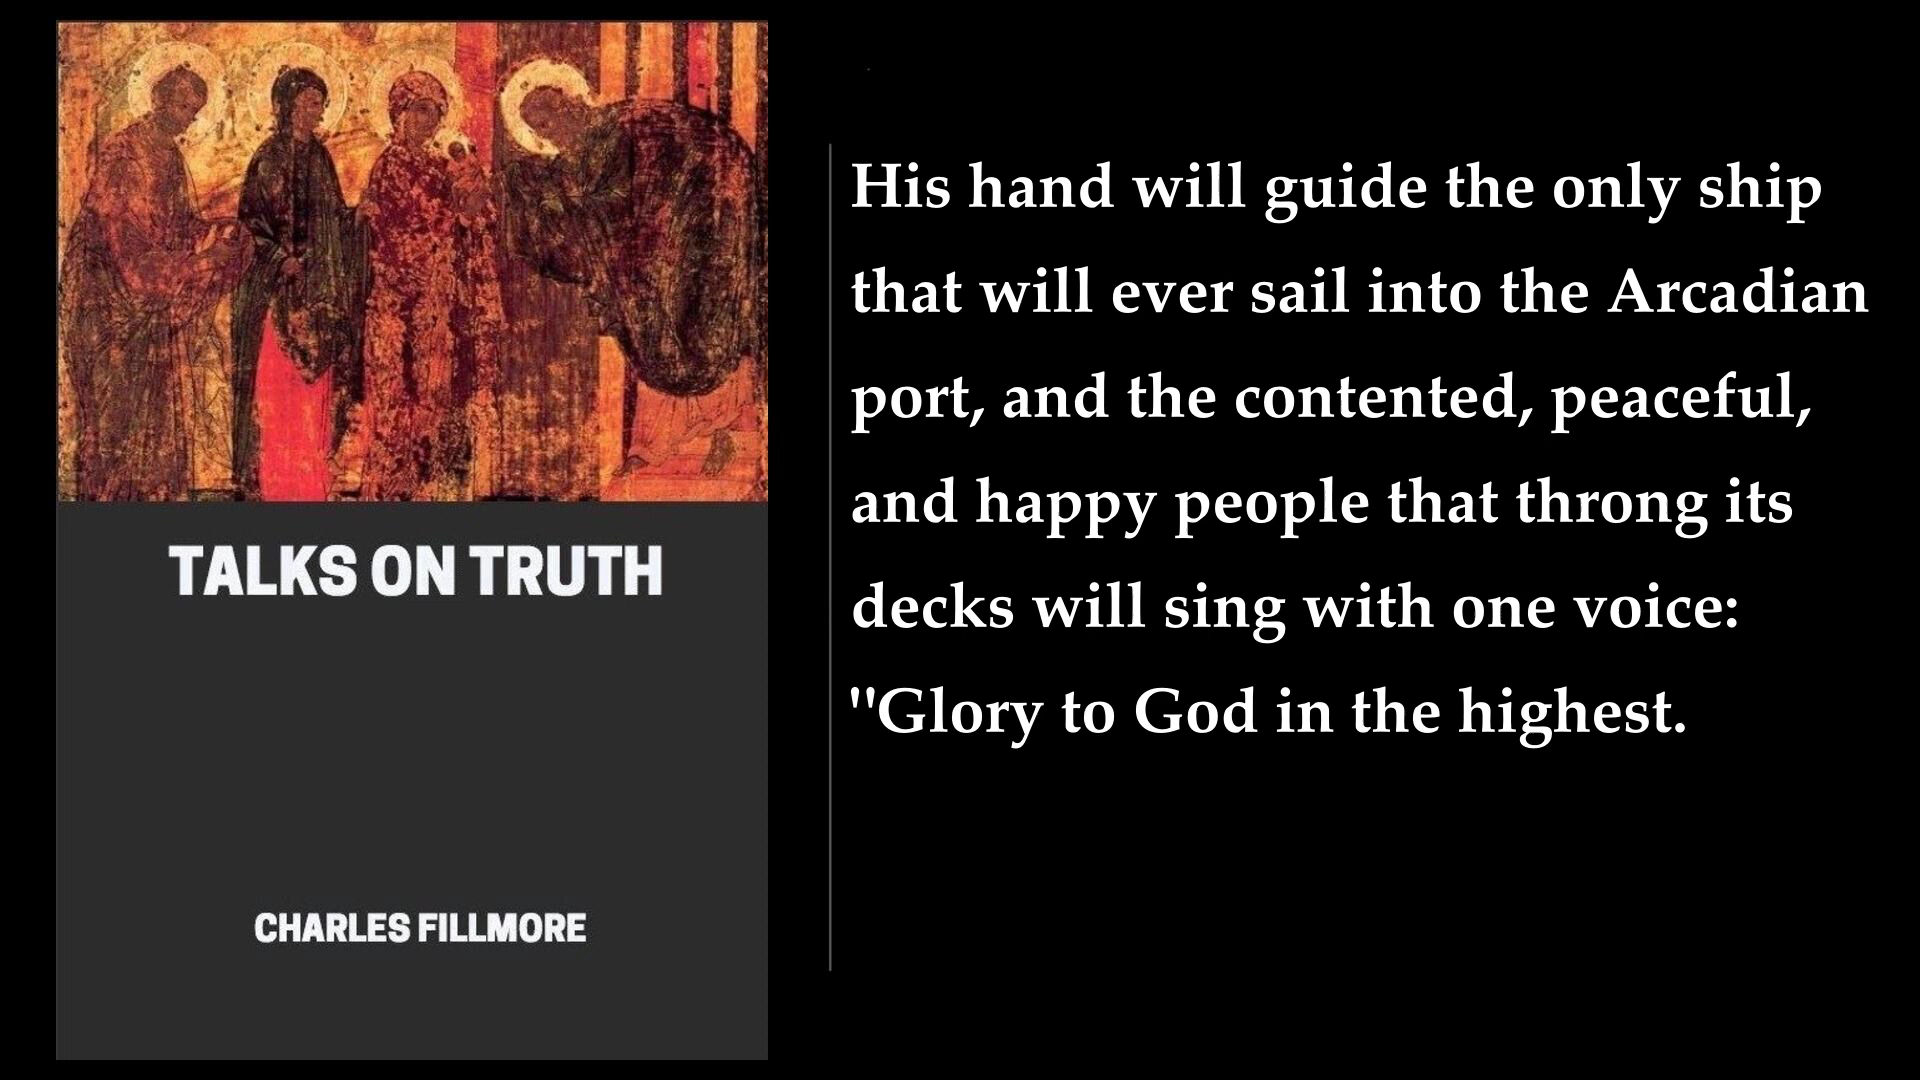 TALKS ON TRUTH
CHARLES FILLMORE
His hand will guide the only ship
that will ever sail into the Arcadian
port, and the contented, peaceful,
and happy people that throng its
decks will sing with one voice:
"Glory to God in the highest.